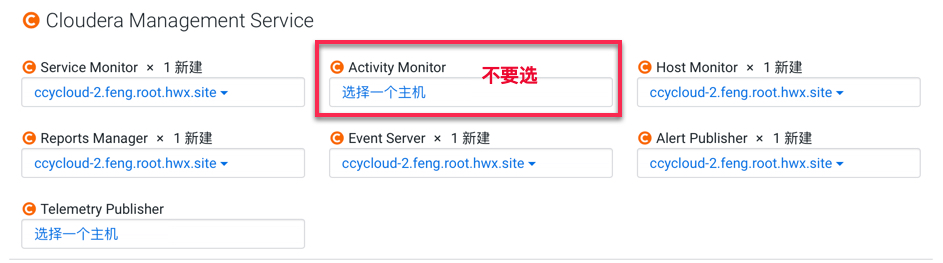 Cloudera Management Service
Service Monitor × 1 新建
Activity Monitor
不要选
Host Monitor × 1 新建
ccycloud-2.feng.root.hwx.site
选择一个主机
ccycloud-2.feng.root.hwx.site
Reports Manager × 1 新建
Event Server × 1 新建
Alert Publisher × 1 新建
ccycloud-2.feng.root.hwx.site
ccycloud-2.feng.root.hwx.site
ccycloud-2.feng.root.hwx.site
Telemetry Publisher
选择一个主机